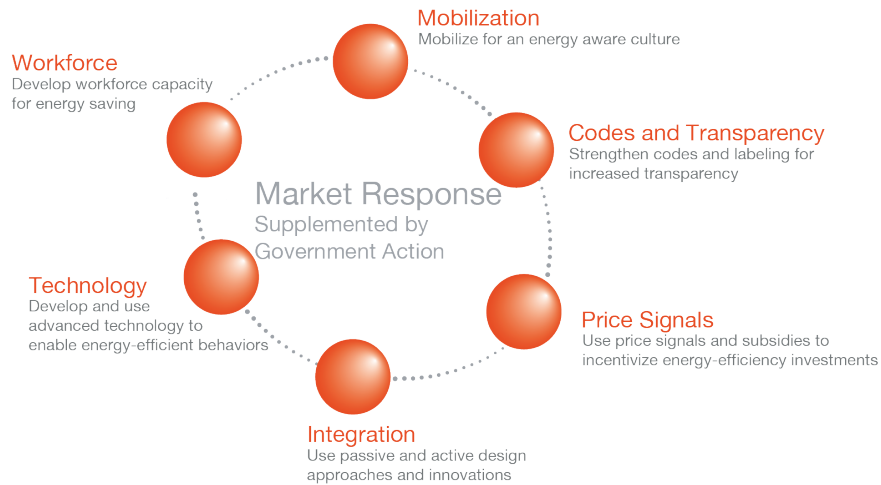 Mobilization
Mobilize for an energy aware culture
Workforce
Develop workforce capacity
for energy saving
Codes and Transparency
Strengthen codes and labeling for
increased transparency
Market Response
Supplemented by
Government Action
Technology
Develop and use
advanced technology to
enable energy-efficient behaviors
Price Signals
Use price signals and subsidies to
incentivize energy-efficiency investments
Integration
Use passive and active design
approaches and innovations